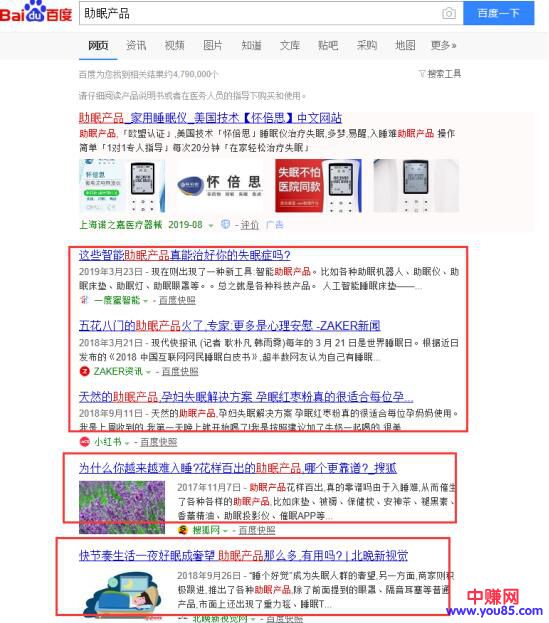 Bai du 百度
助眠产品
百度一下
网页 资讯 视频 图片 知道 文库 贴吧 采购 地图 更多»
百度为您找到相关结果约4,790,000个
搜索工具
请仔细阅读产品说明书或者在医务人员的指导下购买和使用。
助眠产品_家用睡眠仪_美国技术【怀倍思】中文网站
助眠产品,「欧盟认证」,美国技术「怀倍思」睡眠仪治疗失眠,多梦,易醒,入睡难助眠产品 操作
简单「1对1专人指导」每次20分钟「在家轻松治疗失眠」
怀倍思
怀倍思
失眠不怕
医院同款
上海诺之嘉医疗器械 2019-08 - 评价 广告
这些智能助眠产品真能治好你的失眠症吗?
2019年3月23日 - 现在则出现了一种新工具:智能助眠产品。比如各种助眠机器人、助眠仪、助
眠床垫、助眠灯、助眠眼罩等。。总之就是各种科技产品。 人工智能睡眠床垫——...
一度蜜智能 - 百度快照
五花八门的助眠产品火了,专家:更多是心理安慰 -ZAKER新闻
2018年3月21日 - 现代快报讯 (记者 耿朴凡 韩雨霁)每年的 3 月 21 日是世界睡眠日。根据近日
发布的《2018 中国互联网网民睡眠白皮书》,超半数网友认为自己有睡眠...
ZAKER资讯 - 百度快照
天然的助眠产品,孕妇失眠解决方案 孕眠红枣粉真的很适合每位孕...
2018年9月11日 - 天然的助眠产品,孕妇失眠解决方案 孕眠红枣粉真的很适合每位孕妈妈使用。
我是上周收到的 我第一天晚上就开始喝了!我是按照建议加了牛奶一起喝的 很美...
小红书 - 百度快照
为什么你越来越难入睡?花样百出的助眠产品,哪个更靠谱?_搜狐
2017年11月7日 - 助眠产品花样百出,真的靠谱吗由于入睡难,从而催生
了各种各样的助眠产品,比如床垫、被褥、保健枕、安神茶、褪黑素、
香薰精油、助眠投影仪、催眠APP等...
搜狐网 - 百度快照
快节奏生活一夜好眠成奢望 助眠产品那么多,有用吗? | 北晚新视觉
2018年9月26日 - “睡个好觉”成为失眠人群的奢望,另一方面,商家则积
极跟进,推出了各种助眠产品,除了前面提到的眼罩、隔音耳塞等普通
产品,市面上还出现了重力毯、睡眠T...
北晚新视觉网 - 百度快照
中赚网
www.you85.com